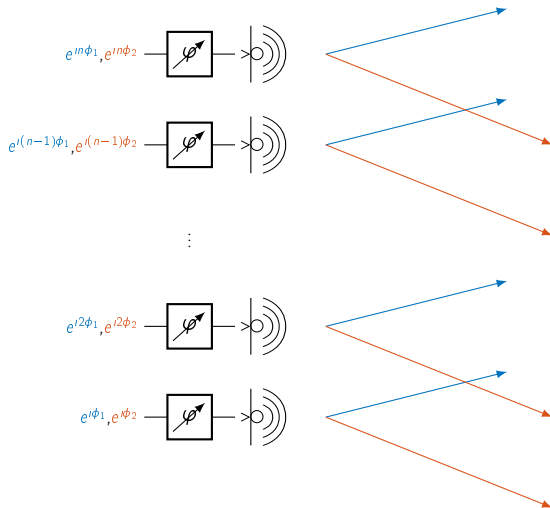 e^{ınϕ₁},e^{ınϕ₂} φ
e^{ı(n−1)ϕ₁},e^{ı(n−1)ϕ₂} φ
⋮
e^{ı2ϕ₁},e^{ı2ϕ₂} φ
e^{ıϕ₁},e^{ıϕ₂} φ